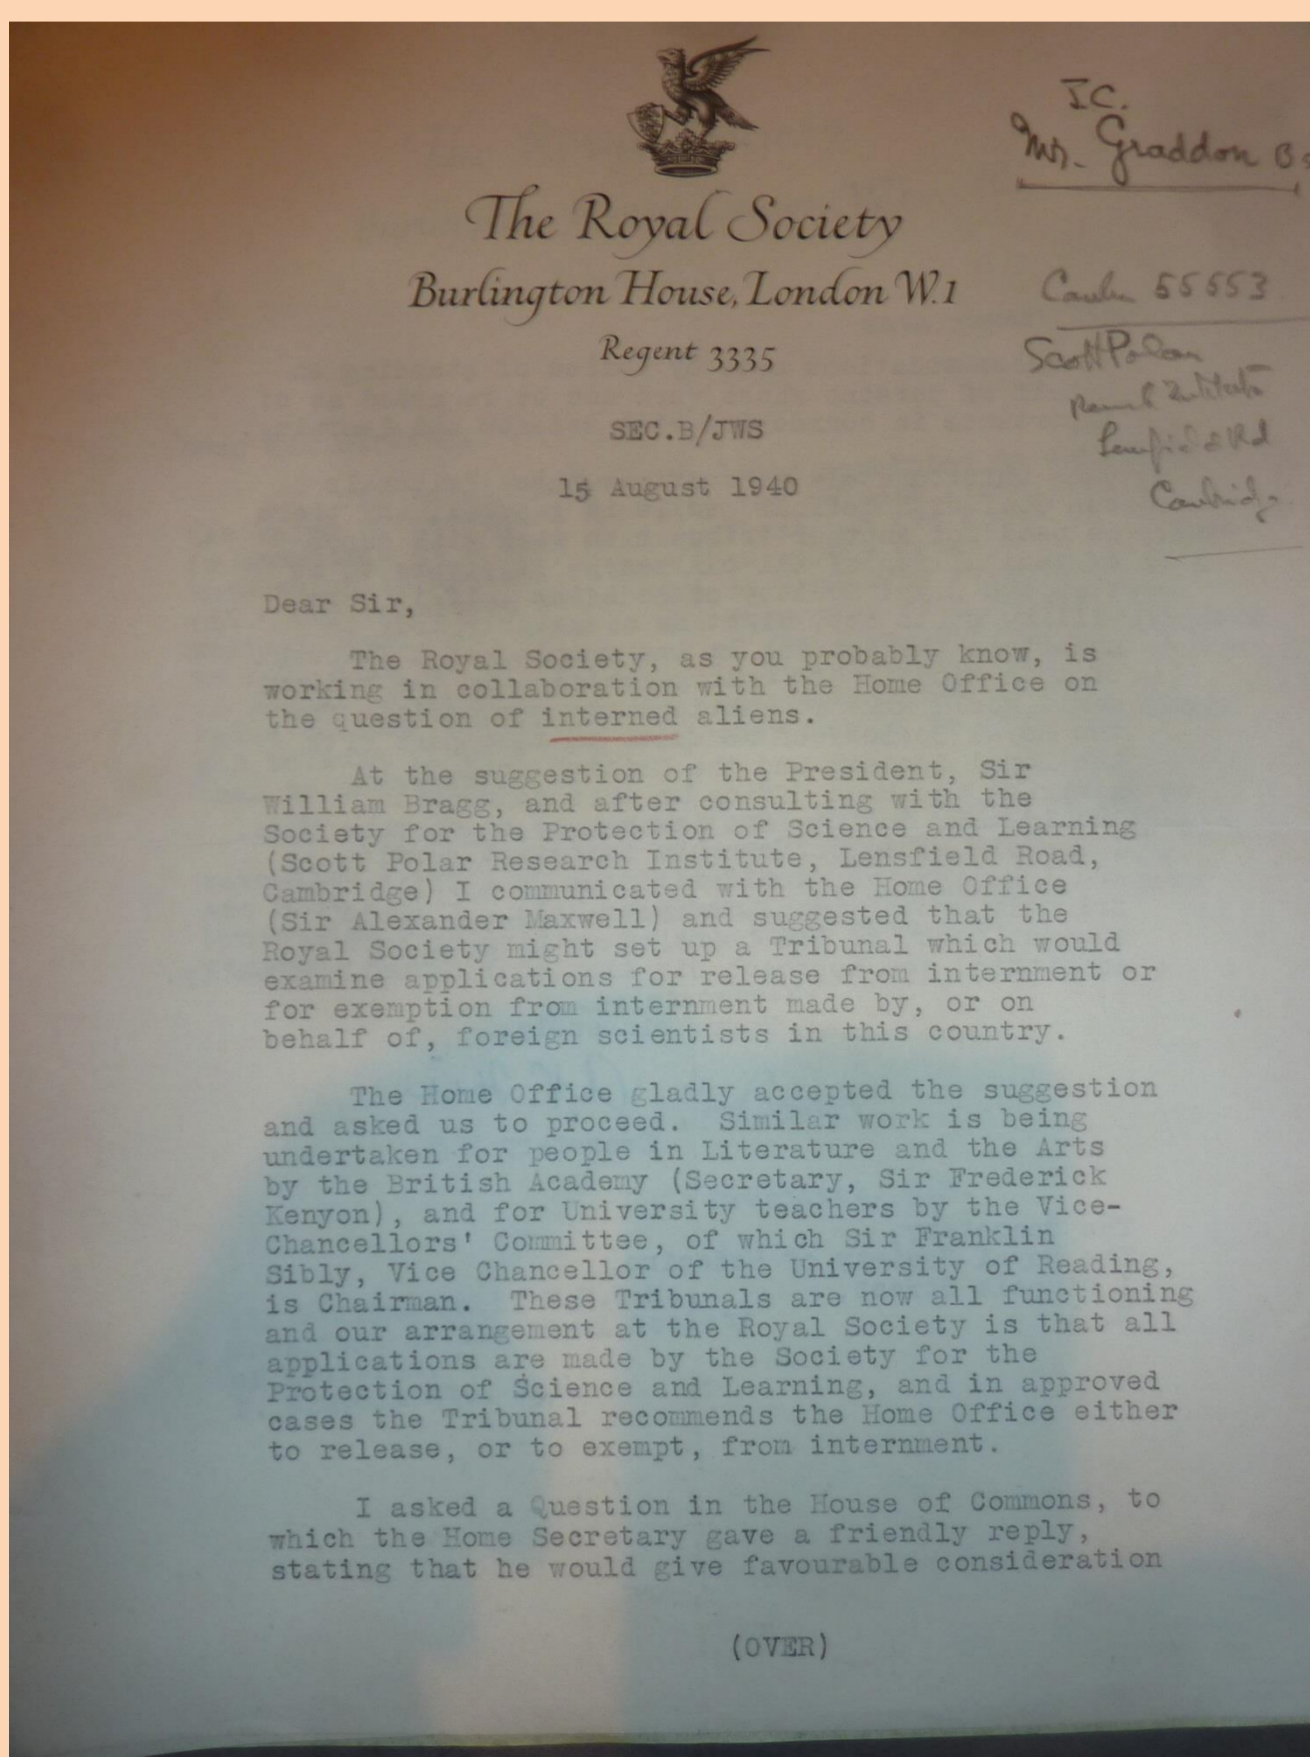 I.C.
Mr. Graddon
The Royal Society
Burlington House, London W.1
Regent 3335
55553
Scott Polar
SEC.B/JWS
Cambridge
15 August 1940
Dear Sir,
The Royal Society, as you probably know, is
working in collaboration with the Home Office on
the question of interned aliens.
At the suggestion of the President, Sir
William Bragg, and after consulting with the
Society for the Protection of Science and Learning
(Scott Polar Research Institute, Lensfield Road,
Cambridge) I communicated with the Home Office
(Sir Alexander Maxwell) and suggested that the
Royal Society might set up a Tribunal which would
examine applications for release from internment or
for exemption from internment made by, or on
behalf of, foreign scientists in this country.
The Home Office gladly accepted the suggestion
and asked us to proceed. Similar work is being
undertaken for people in Literature and the Arts
by the British Academy (Secretary, Sir Frederick
Kenyon), and for University teachers by the Vice-
Chancellors' Committee, of which Sir Franklin
Sibly, Vice Chancellor of the University of Reading,
is Chairman. These Tribunals are now all functioning
and our arrangement at the Royal Society is that all
applications are made by the Society for the
Protection of Science and Learning, and in approved
cases the Tribunal recommends the Home Office either
to release, or to exempt, from internment.
I asked a Question in the House of Commons, to
which the Home Secretary gave a friendly reply,
stating that he would give favourable consideration
(OVER)